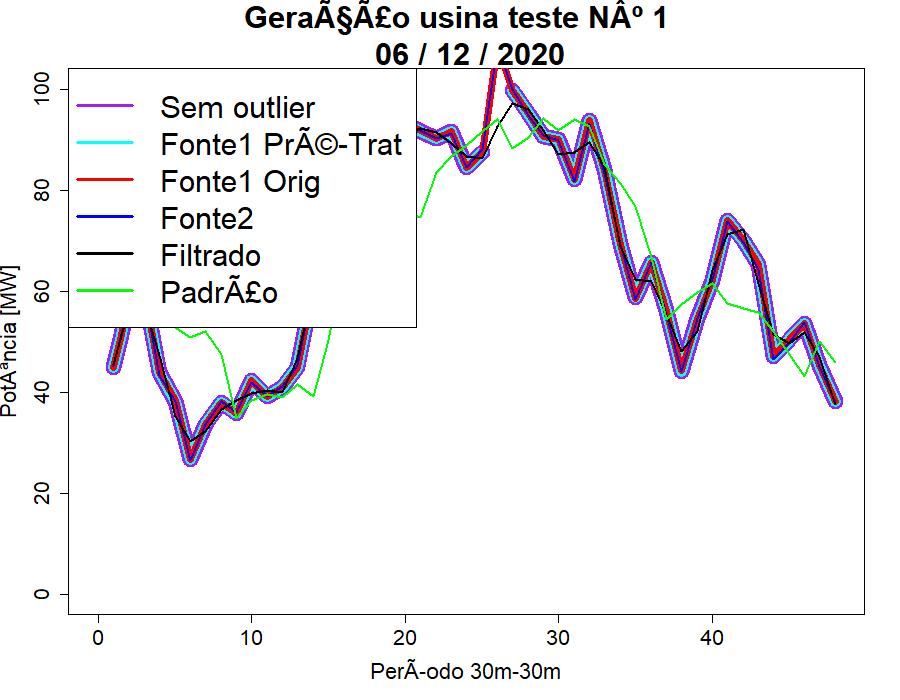 GeraÃ§Ã£o usina teste NÂº 1
06 / 12 / 2020
Sem outlier
Fonte1 PrÃ©-Trat
Fonte1 Orig
Fonte2
Filtrado
PadrÃ£o
PotÃªncia [MW]
100
80
60
40
20
0
0 10 20 30 40
PerÃ-odo 30m-30m